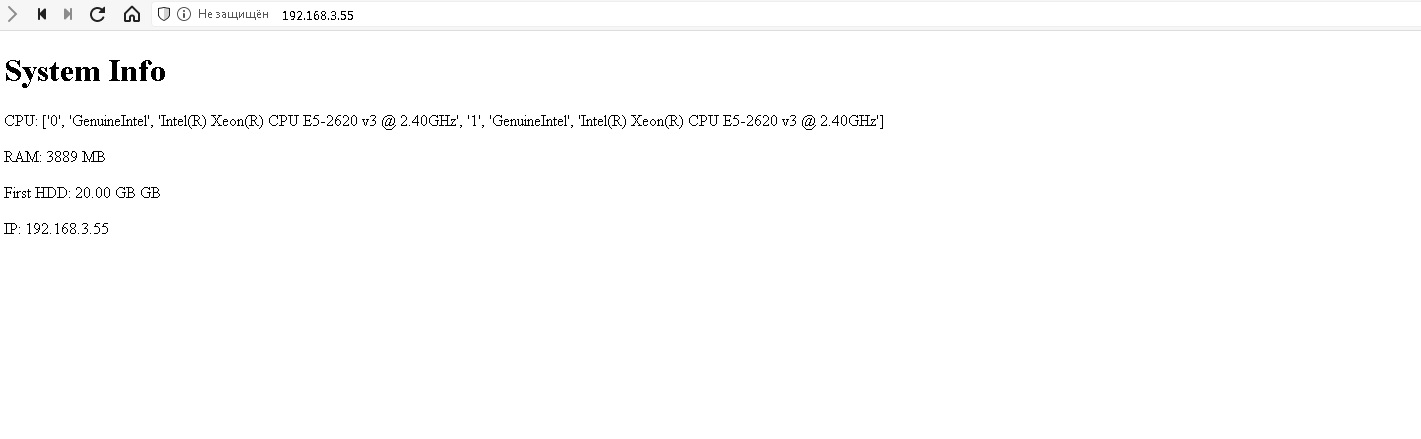 Не защищён 192.168.3.55
System Info
CPU: ['0', 'GenuineIntel', 'Intel(R) Xeon(R) CPU E5-2620 v3 @ 2.40GHz', '1', 'GenuineIntel', 'Intel(R) Xeon(R) CPU E5-2620 v3 @ 2.40GHz']
RAM: 3889 MB
First HDD: 20.00 GB GB
IP: 192.168.3.55